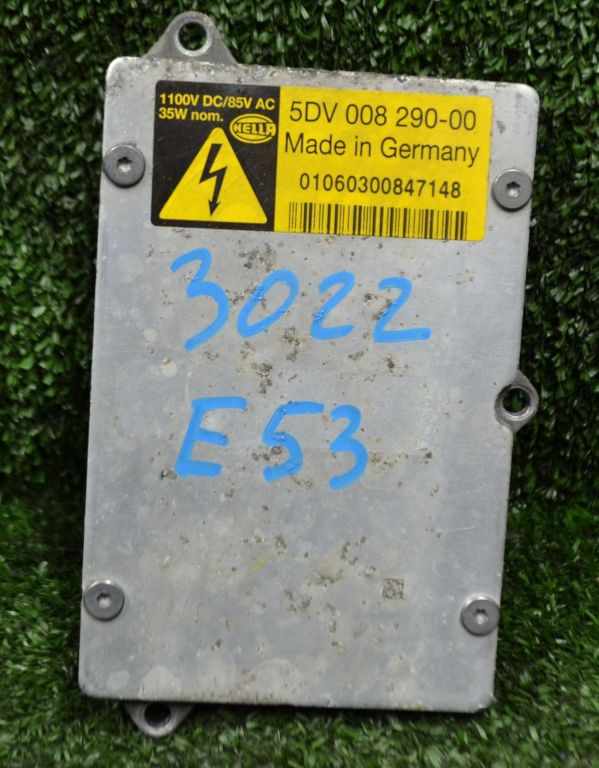 1100V DC/85V AC
35W nom.
HELLA
5DV 008 290-00
Made in Germany
01060300847148
3022
E53